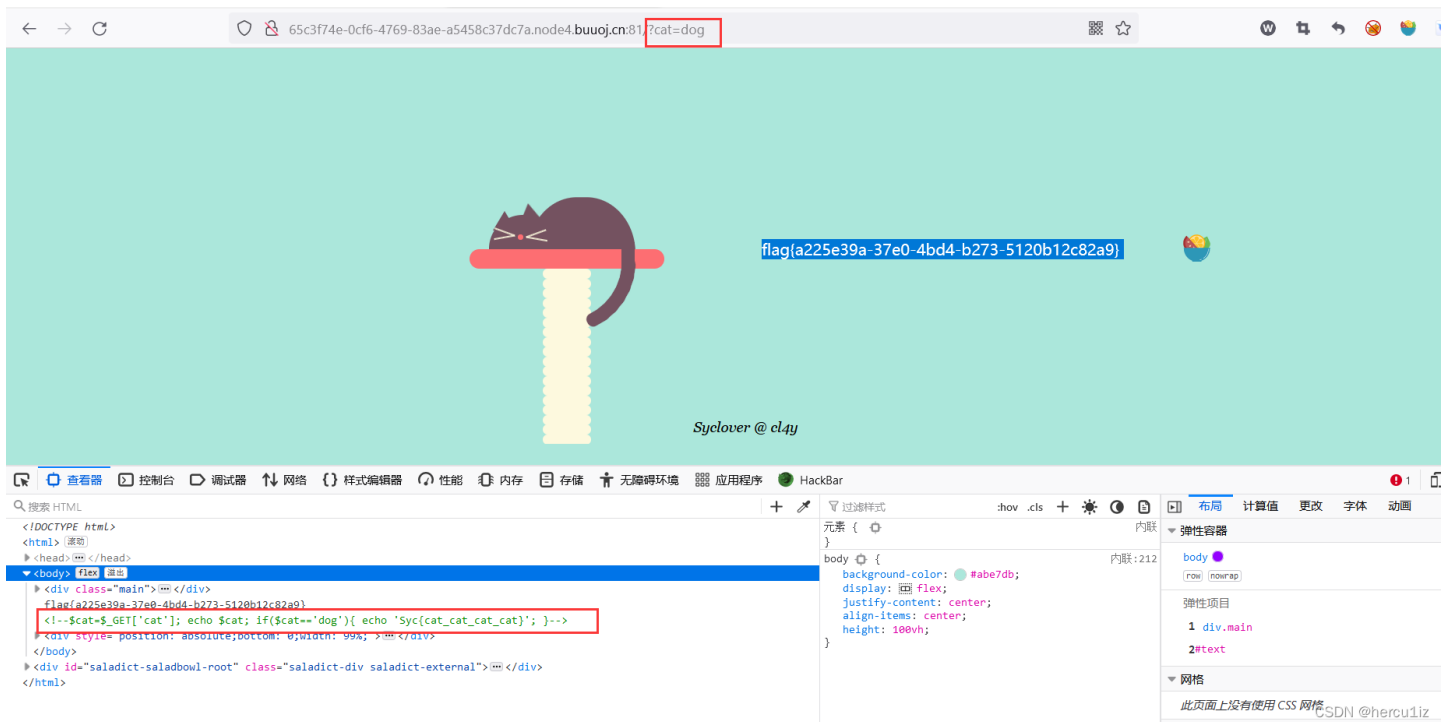 65c3f74e-0cf6-4769-83ae-a5458c37dc7a.node4.buuoj.cn:81/?cat=dog
flag{a225e39a-37e0-4bd4-b273-5120b12c82a9}
Syclover @ cl4y
查看器 控制台 调试器 网络 样式编辑器 性能 内存 存储 无障碍环境 应用程序 HackBar 1
搜索 HTML
<!DOCTYPE html>
<html> 滚动
<head> </head>
<body> flex 溢出
<div class="main"> </div>
flag{a225e39a-37e0-4bd4-b273-5120b12c82a9}
<!--$cat=$_GET['cat']; echo $cat; if($cat=='dog'){ echo 'Syc{cat_cat_cat_cat}'; }-->
<div style="position: absolute;bottom: 0;width: 99%;"> </div>
</body>
<div id="saladict-saladbowl-root" class="saladict-div saladict-external"> </div>
</html>
过滤样式 :hov .cls
元素 { 内联
}
body { 内联:212
background-color: #abe7db;
display: flex;
justify-content: center;
align-items: center;
height: 100vh;
}
布局 计算值 更改 字体 动画
弹性容器
body
row nowrap
弹性项目
1 div.main
2 #text
网格
此页面上没有使用 CSS 网格
CSDN @hercu1iz